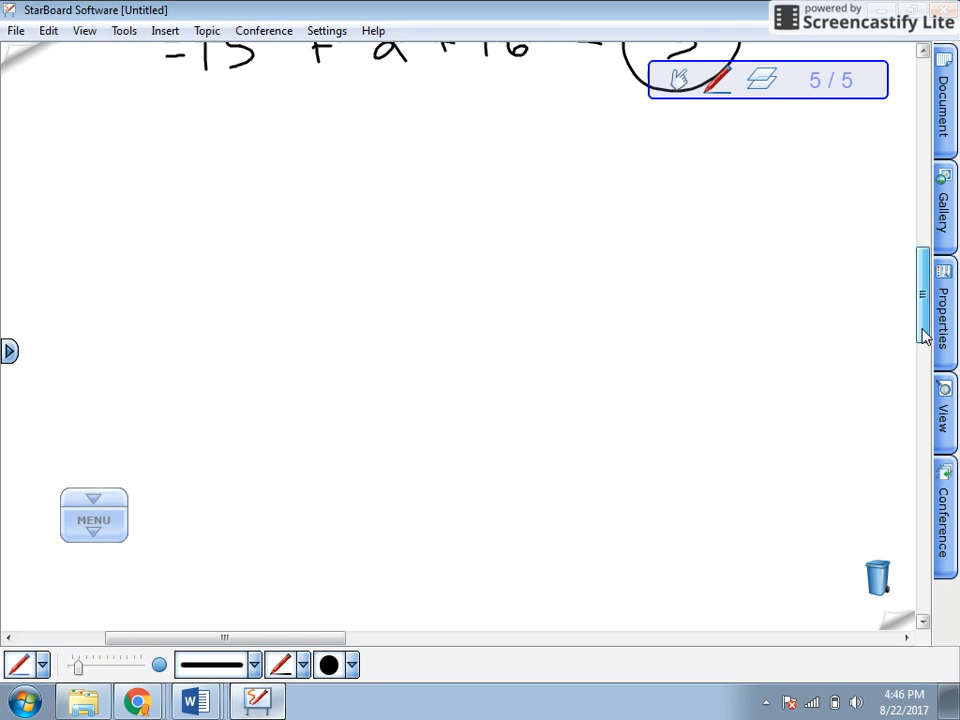 StarBoard Software [Untitled]
powered by
Screencastify Lite
File Edit View Tools Insert Topic Conference Settings Help
5 / 5
Document
Gallery
Properties
View
Conference
MENU
4:46 PM
8/22/2017